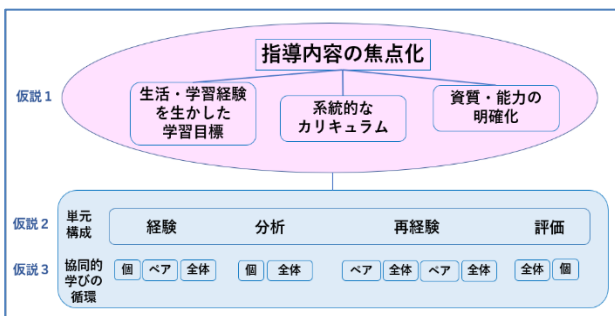 指導内容の焦点化
仮説1
生活・学習経験
を生かした
学習目標
系統的な
カリキュラム
資質・能力の
明確化
仮説2
単元
構成
経験
分析
再経験
評価
仮説3
協同的
学びの
循環
個
ペア
全体
個
全体
ペア
全体
ペア
全体
全体
個